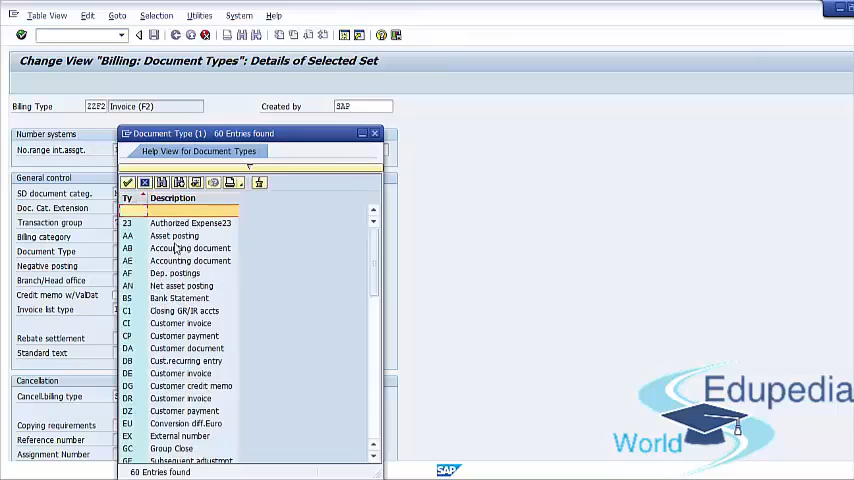 Table View Edit Goto Selection Utilities System Help
Change View "Billing: Document Types": Details of Selected Set
Billing Type ZZF2 Invoice (F2) Created by SAP
Number systems
No.range int.assgt.
General control
SD document categ.
Doc. Cat. Extension
Transaction group
Billing category
Document Type
Negative posting
Branch/Head office
Credit memo w/ValDat
Invoice list type
Rebate settlement
Standard text
Cancellation
Cancell.billing type
Copying requirements
Reference number
Assignment Number
Document Type (1) 60 Entries found
Help View for Document Types
Ty Description
23 Authorized Expense23
AA Asset posting
AB Accounting document
AE Accounting document
AF Dep. postings
AN Net asset posting
BS Bank Statement
C1 Closing GR/IR accts
CI Customer invoice
CP Customer payment
DA Customer document
DB Cust.recurring entry
DE Customer invoice
DG Customer credit memo
DR Customer invoice
DZ Customer payment
EU Conversion diff.Euro
EX External number
GC Group Close
GE Subsequent adjustmnt
60 Entries found
SAP
Edupedia
World